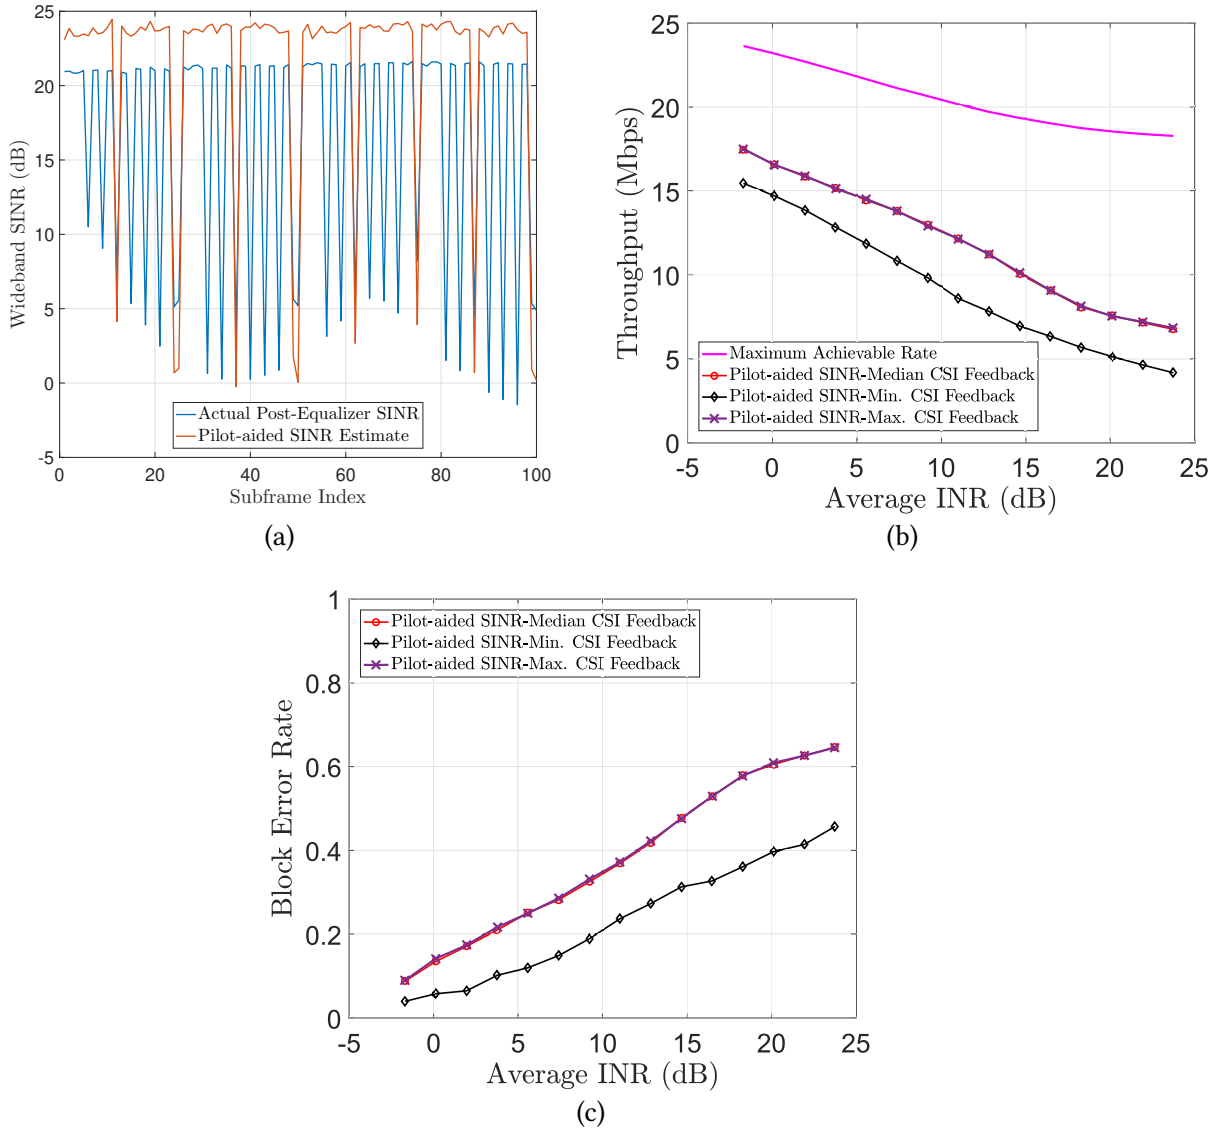 25
20
15
10
5
0
-5
Wideband SINR (dB)
Actual Post-Equalizer SINR
Pilot-aided SINR Estimate
0 20 40 60 80 100
Subframe Index
(a)
25
20
15
10
5
0
Throughput (Mbps)
Maximum Achievable Rate
Pilot-aided SINR-Median CSI Feedback
Pilot-aided SINR-Min. CSI Feedback
Pilot-aided SINR-Max. CSI Feedback
-5 0 5 10 15 20 25
Average INR (dB)
(b)
1
0.8
0.6
0.4
0.2
0
Block Error Rate
Pilot-aided SINR-Median CSI Feedback
Pilot-aided SINR-Min. CSI Feedback
Pilot-aided SINR-Max. CSI Feedback
-5 0 5 10 15 20 25
Average INR (dB)
(c)